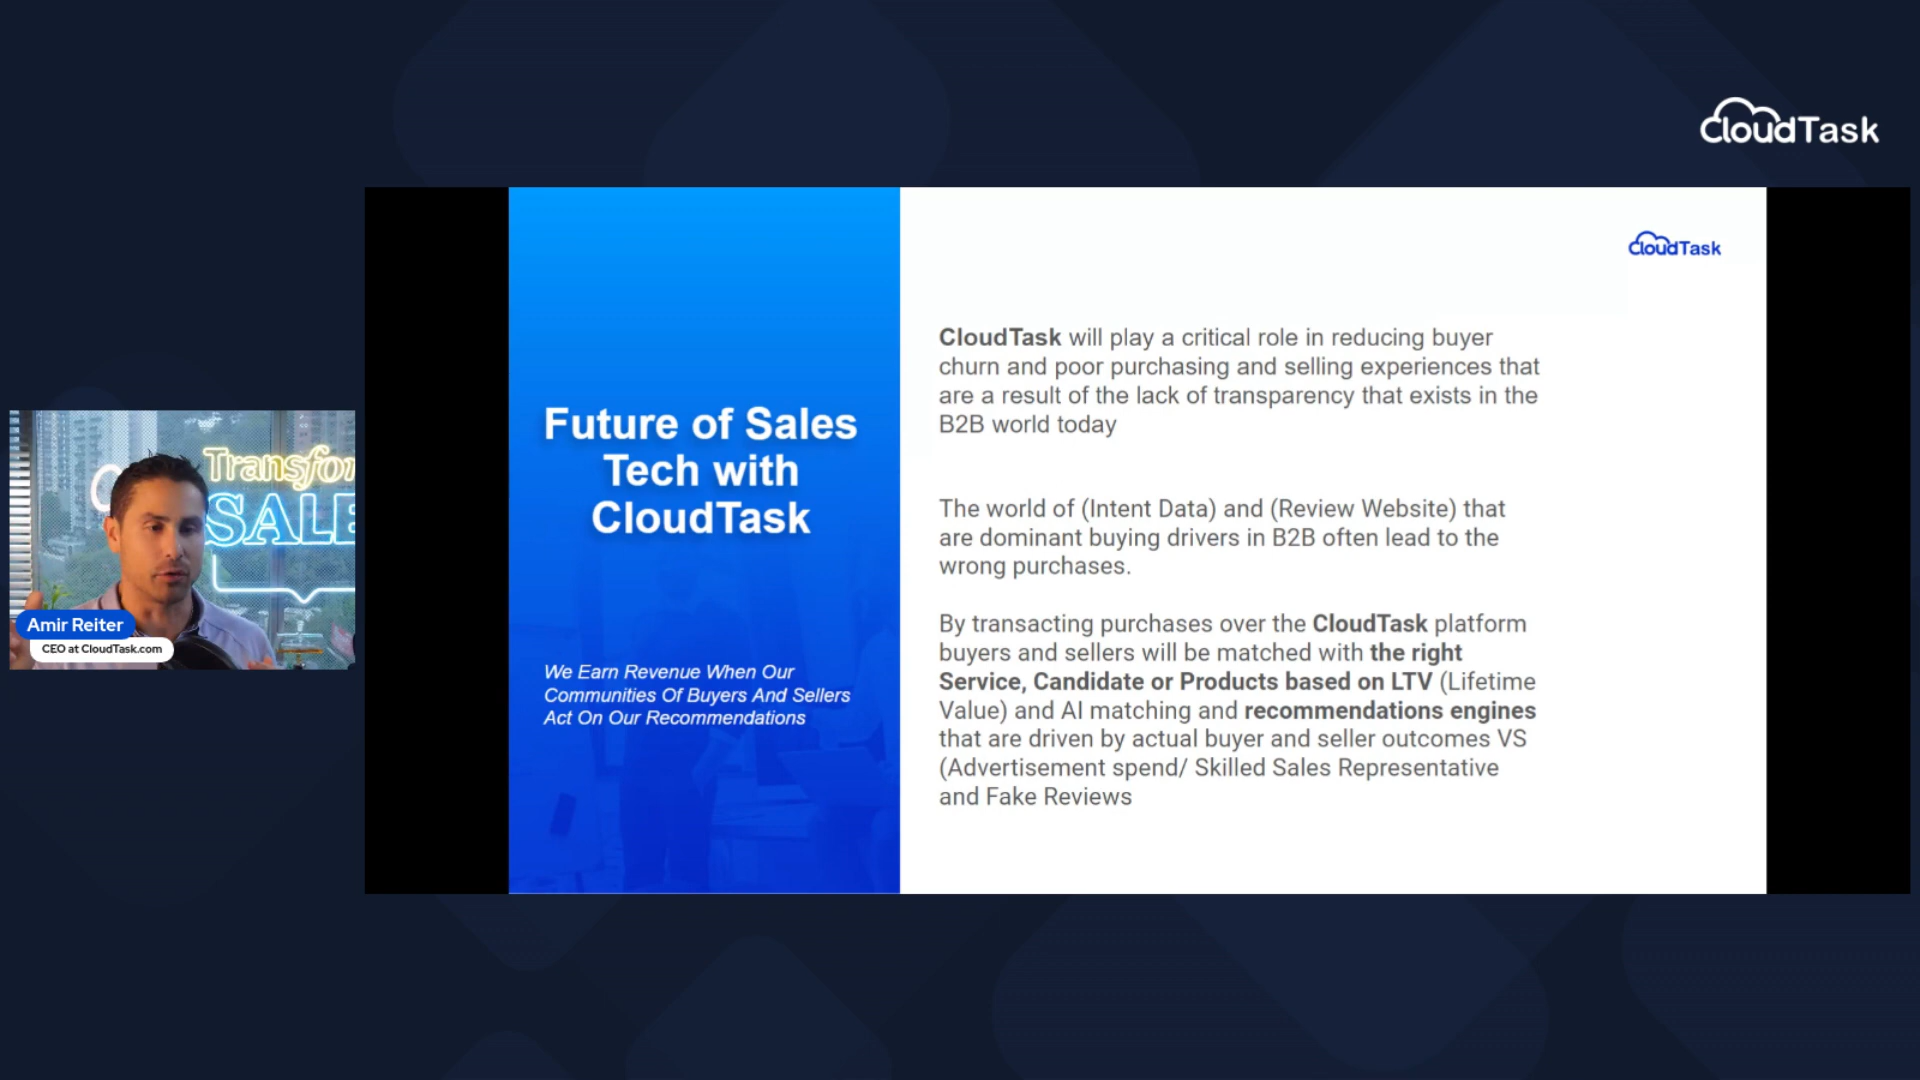 CloudTask
CloudTask
Future of Sales
Tech with
CloudTask
We Earn Revenue When Our
Communities Of Buyers And Sellers
Act On Our Recommendations
CloudTask will play a critical role in reducing buyer
churn and poor purchasing and selling experiences that
are a result of the lack of transparency that exists in the
B2B world today
The world of (Intent Data) and (Review Website) that
are dominant buying drivers in B2B often lead to the
wrong purchases.
By transacting purchases over the CloudTask platform
buyers and sellers will be matched with the right
Service, Candidate or Products based on LTV (Lifetime
Value) and AI matching and recommendations engines
that are driven by actual buyer and seller outcomes VS
(Advertisement spend/ Skilled Sales Representative
and Fake Reviews
SALE
Amir Reiter
CEO at CloudTask.com